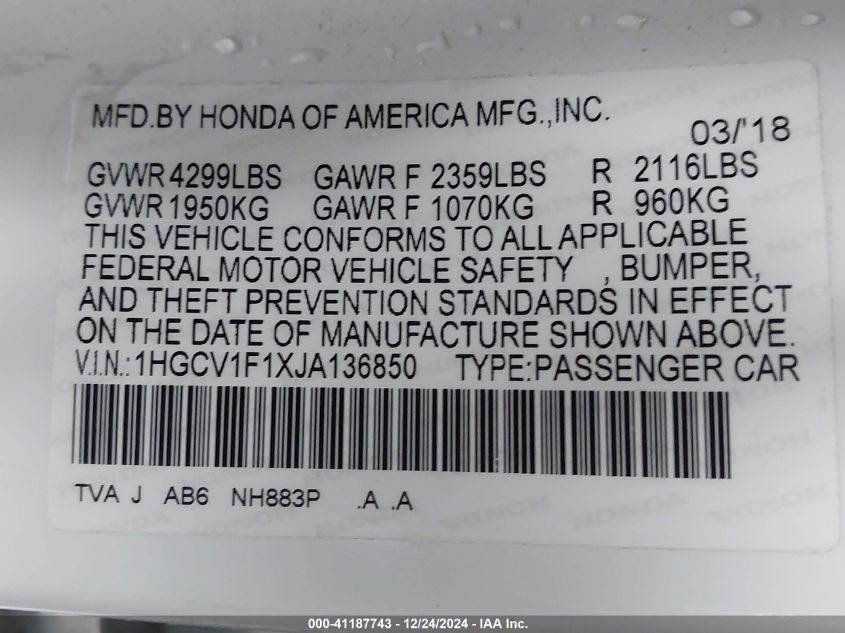 MFD.BY HONDA OF AMERICA MFG.,INC.
03/'18
GVWR 4299LBS GAWR F 2359LBS R 2116LBS
GVWR 1950KG GAWR F 1070KG R 960KG
THIS VEHICLE CONFORMS TO ALL APPLICABLE
FEDERAL MOTOR VEHICLE SAFETY , BUMPER,
AND THEFT PREVENTION STANDARDS IN EFFECT
ON THE DATE OF MANUFACTURE SHOWN ABOVE.
V.I.N.:1HGCV1F1XJA136850 TYPE:PASSENGER CAR
TVA J AB6 NH883P .A .A
000-41187743 - 12/24/2024 - IAA Inc.